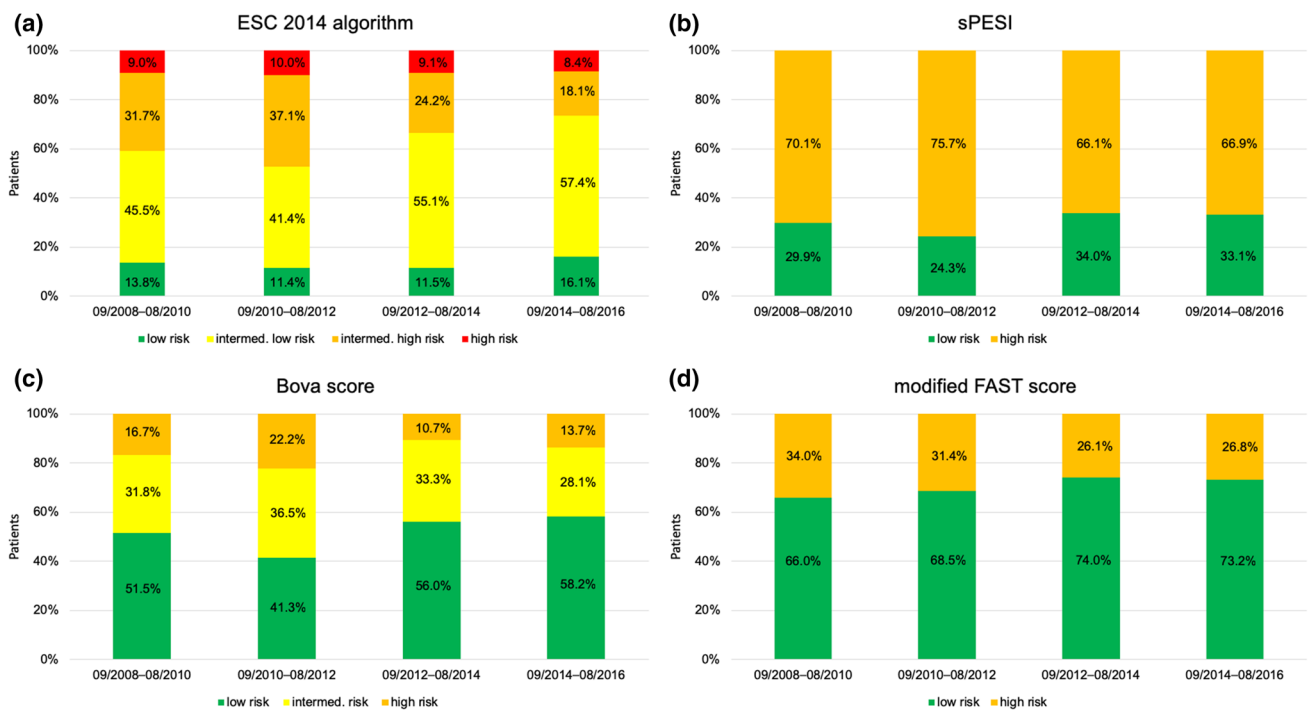 (a)
ESC 2014 algorithm
100%
80%
60%
40%
20%
0%
Patients
9.0% 10.0% 9.1% 8.4%
31.7% 37.1% 24.2% 18.1%
45.5% 41.4% 55.1% 57.4%
13.8% 11.4% 11.5% 16.1%
09/2008–08/2010 09/2010–08/2012 09/2012–08/2014 09/2014–08/2016
low risk intermed. low risk intermed. high risk high risk
(b)
sPESI
100%
80%
60%
40%
20%
0%
Patients
70.1% 75.7% 66.1% 66.9%
29.9% 24.3% 34.0% 33.1%
09/2008–08/2010 09/2010–08/2012 09/2012–08/2014 09/2014–08/2016
low risk high risk
(c)
Bova score
100%
80%
60%
40%
20%
0%
Patients
16.7% 22.2% 10.7% 13.7%
31.8% 36.5% 33.3% 28.1%
51.5% 41.3% 56.0% 58.2%
09/2008–08/2010 09/2010–08/2012 09/2012–08/2014 09/2014–08/2016
low risk intermed. risk high risk
(d)
modified FAST score
100%
80%
60%
40%
20%
0%
Patients
34.0% 31.4% 26.1% 26.8%
66.0% 68.5% 74.0% 73.2%
09/2008–08/2010 09/2010–08/2012 09/2012–08/2014 09/2014–08/2016
low risk high risk